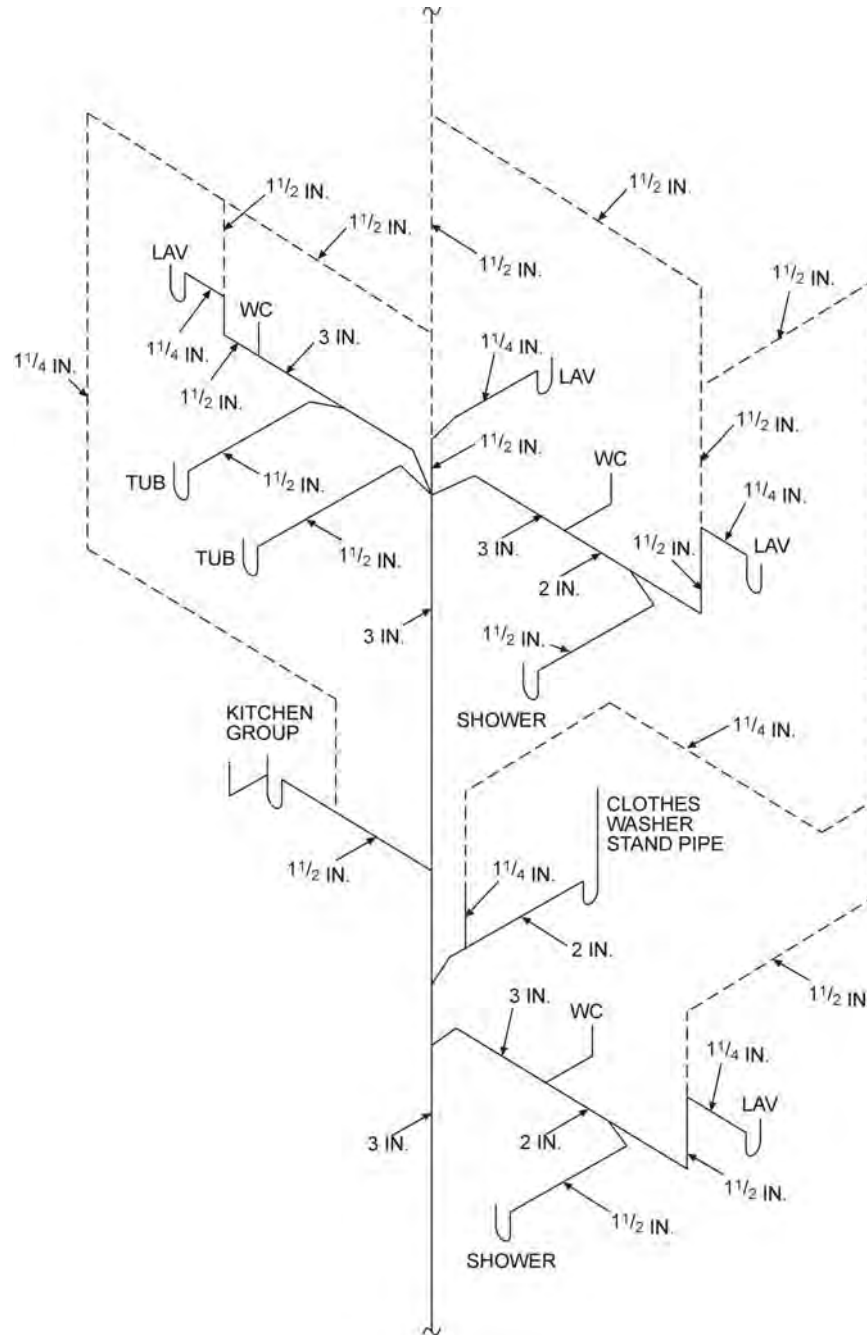 1 1/2 IN.
1 1/2 IN.
1 1/2 IN.
1 1/2 IN.
LAV
1 1/2 IN.
WC
3 IN.
1 1/4 IN.
1 1/4 IN.
1 1/4 IN.
LAV
1 1/2 IN.
1 1/2 IN.
1 1/2 IN.
WC
1 1/4 IN.
TUB
1 1/2 IN.
3 IN.
1 1/2 IN.
LAV
TUB
1 1/2 IN.
2 IN.
3 IN.
1 1/2 IN.
KITCHEN
GROUP
SHOWER
1 1/4 IN.
CLOTHES
WASHER
STAND PIPE
1 1/2 IN.
1 1/4 IN.
2 IN.
3 IN.
WC
1 1/2 IN
1 1/4 IN.
LAV
3 IN.
2 IN.
1 1/2 IN.
1 1/2 IN.
SHOWER